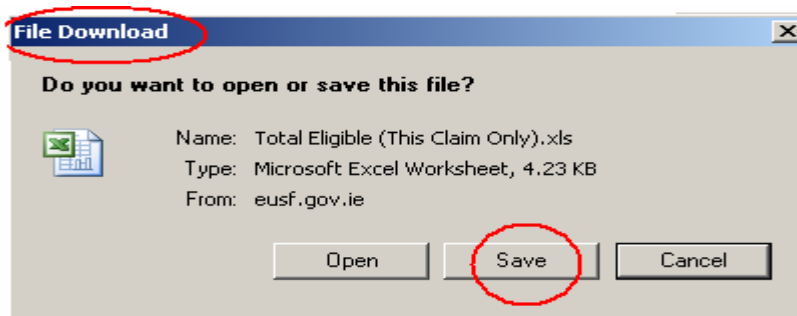 File Download
Do you want to open or save this file?
Name: Total Eligible (This Claim Only).xls
Type: Microsoft Excel Worksheet, 4.23 KB
From: eusf.gov.ie
Open Save Cancel